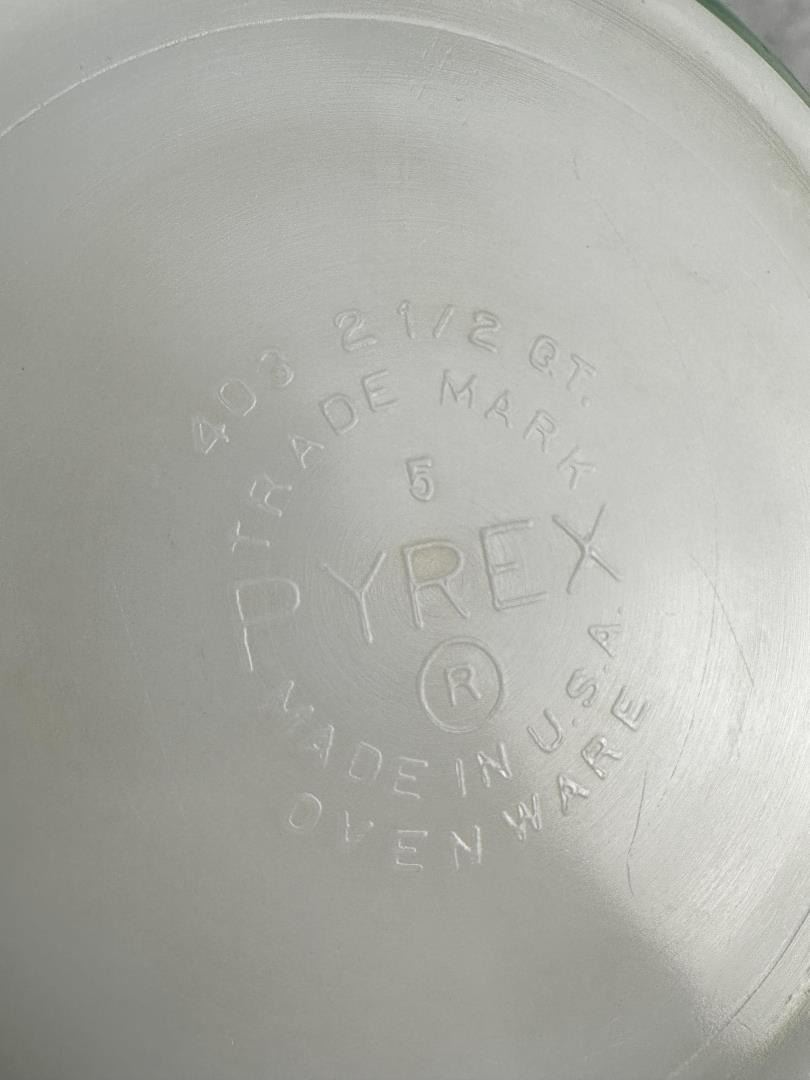 403 2 1/2 QT.
TRADE MARK
5
PYREX
®
MADE IN U.S.A.
OVEN WARE